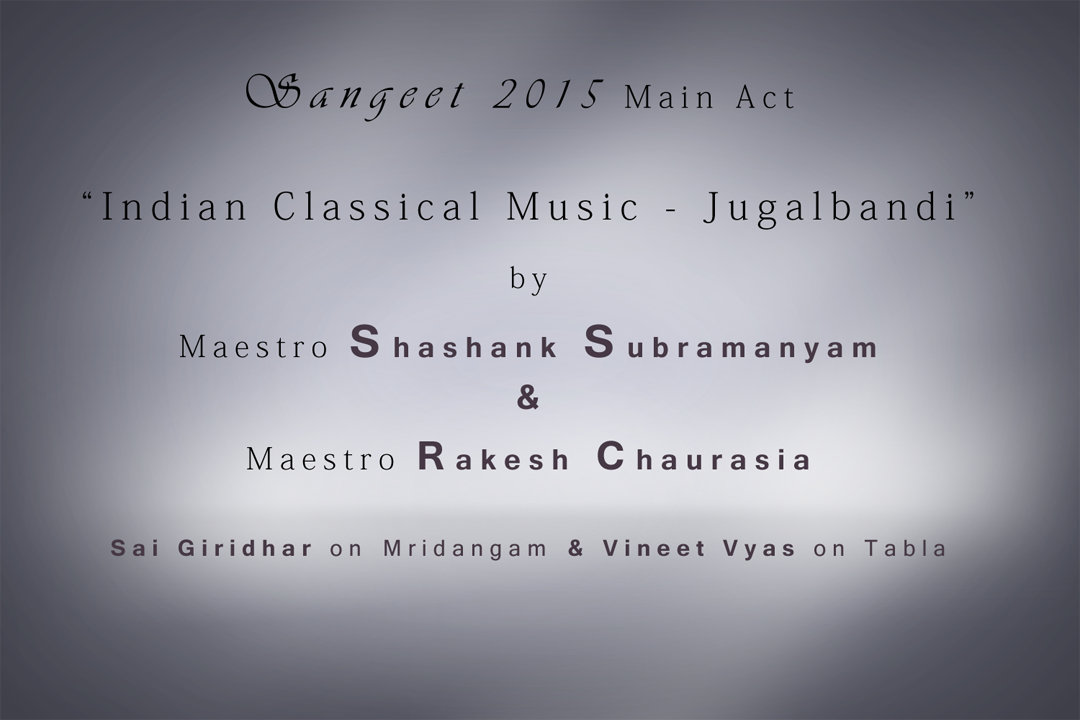 Sangeet 2015 Main Act
“Indian Classical Music - Jugalbandi”
by
Maestro Shashank Subramanyam
&
Maestro Rakesh Chaurasia
Sai Giridhar on Mridangam & Vineet Vyas on Tabla